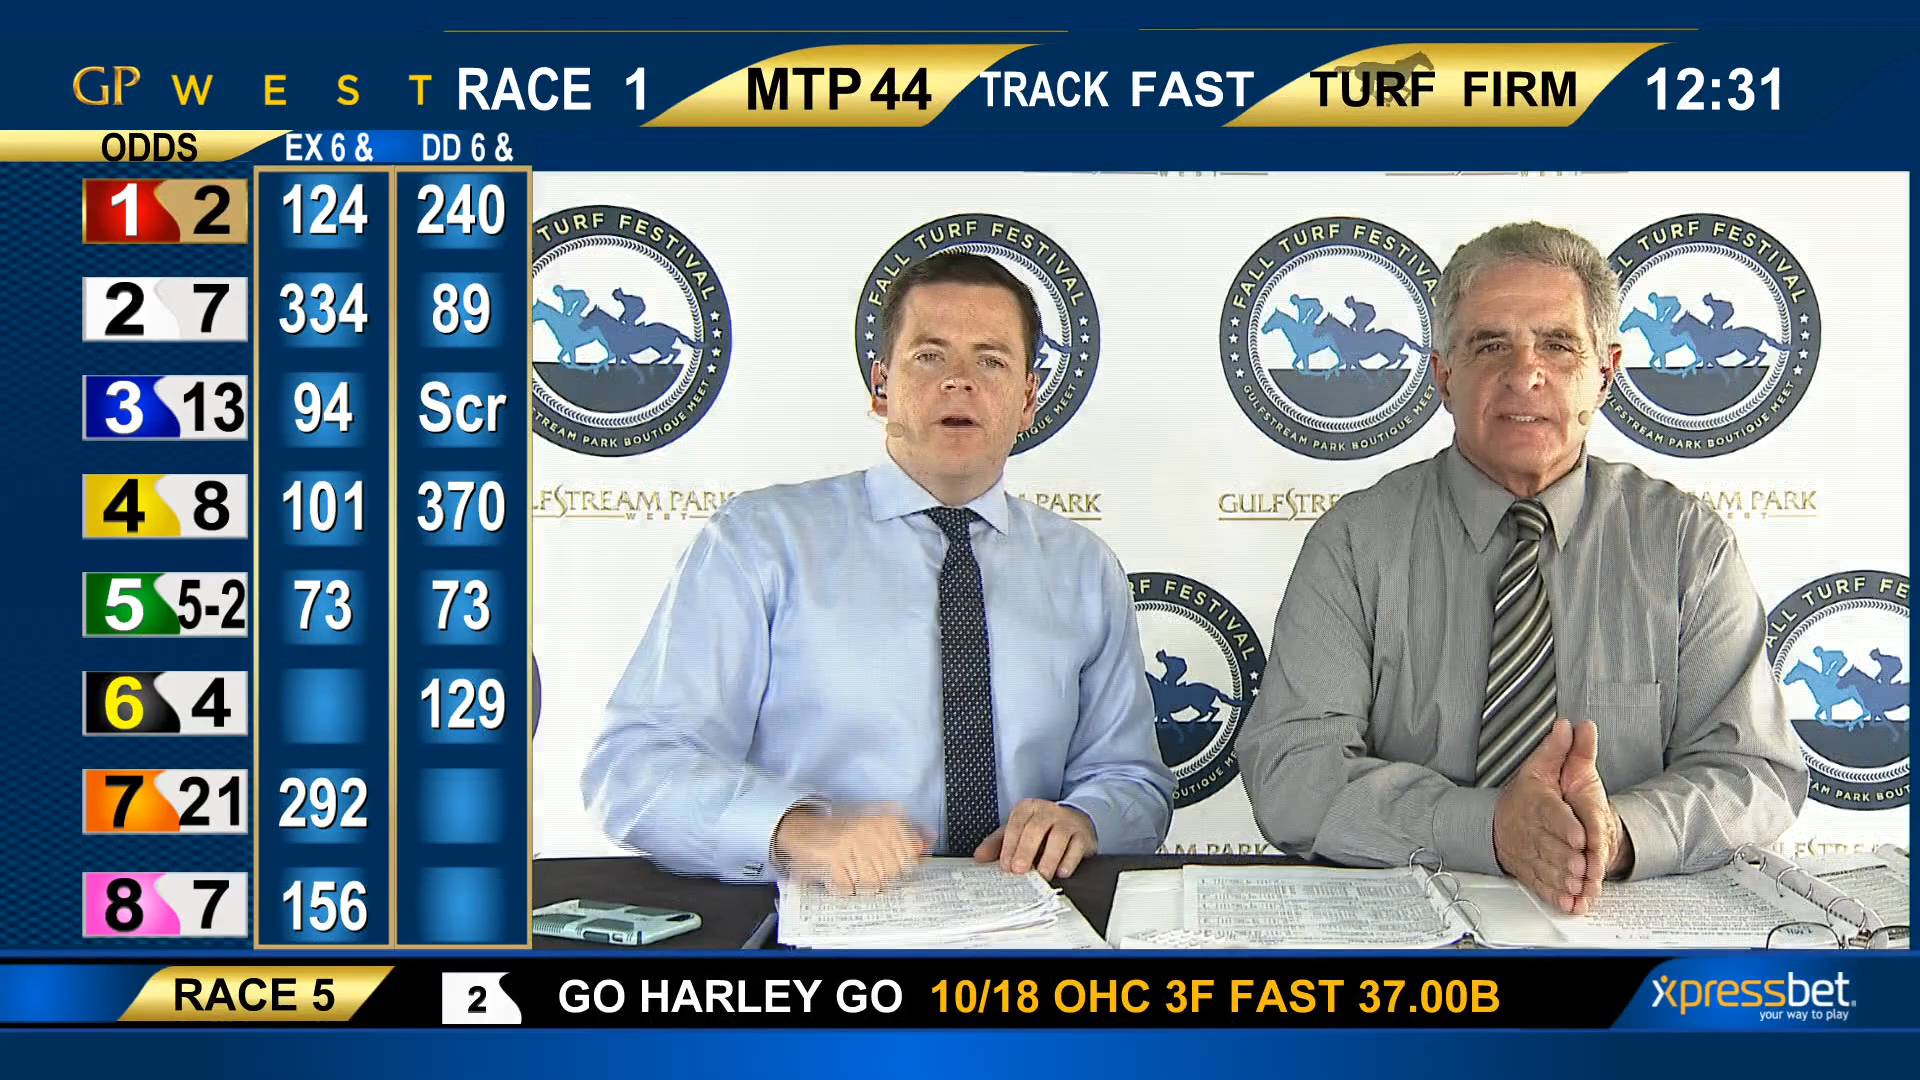 GP WEST RACE 1 MTP 44 TRACK FAST TURF FIRM 12:31
ODDS EX 6 & DD 6 &
1 2 124 240
2 7 334 89
3 13 94 Scr
4 8 101 370
5 5-2 73 73
6 4 129
7 21 292
8 7 156
FALL TURF FESTIVAL
GULFSTREAM PARK BOUTIQUE MEET
GULFSTREAM PARK
WEST
RACE 5 2 GO HARLEY GO 10/18 OHC 3F FAST 37.00B
xpressbet
your way to play